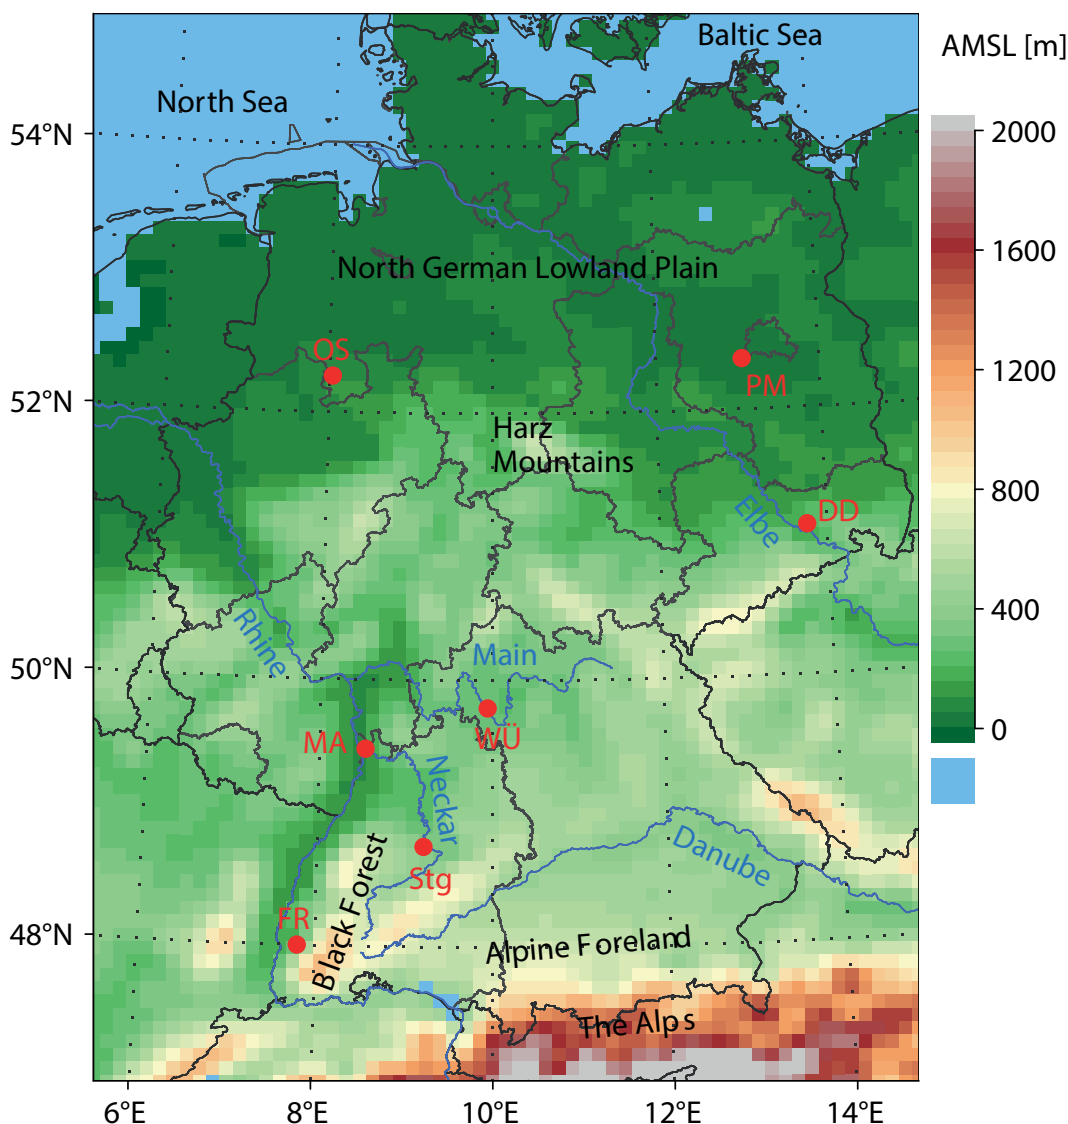 Baltic Sea
AMSL [m]
North Sea
54°N
2000
North German Lowland Plain
1600
OS
PM
1200
52°N
Harz
Mountains
800
Elbe
DD
400
Rhine
Main
50°N
0
MA
WÜ
Neckar
Danube
Black Forest
Stg
FR
48°N
Alpine Foreland
The Alps
6°E
8°E
10°E
12°E
14°E